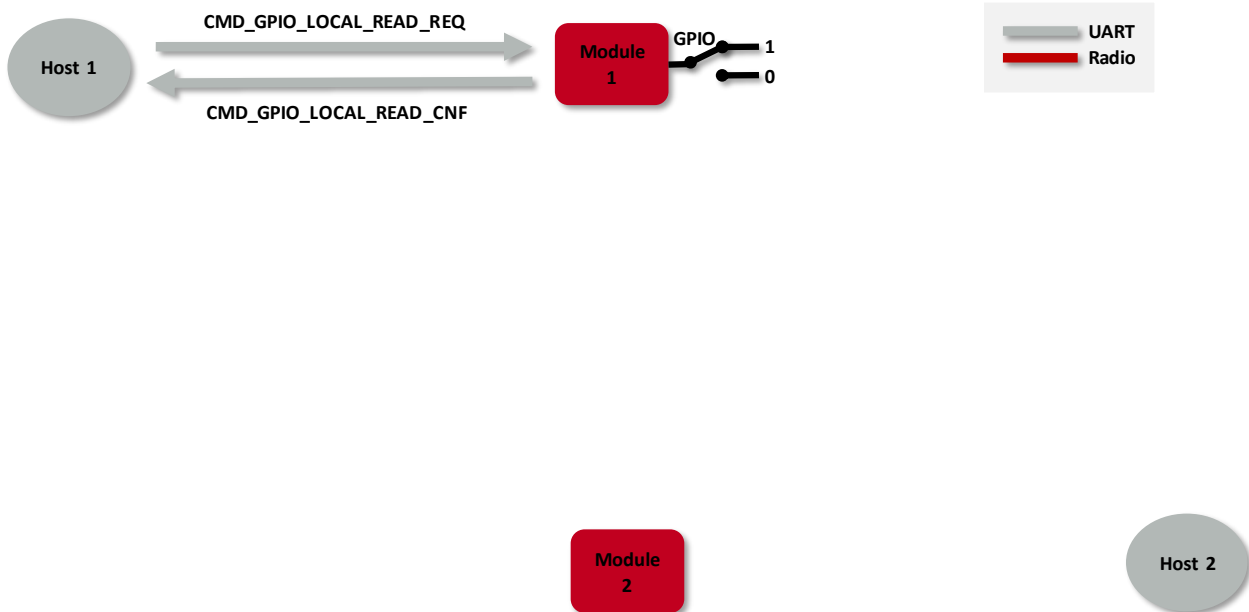 CMD_GPIO_LOCAL_READ_REQ
Host 1
Module
1
GPIO
1
0
CMD_GPIO_LOCAL_READ_CNF
UART
Radio
Module
2
Host 2